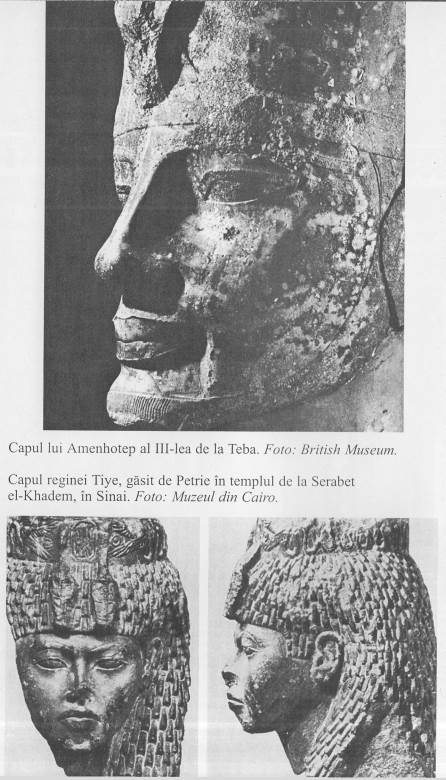 Capul lui Amenhotep al III-lea de la Teba. Foto: British Museum.
Capul reginei Tiye, găsit de Petrie în templul de la Serabet
el-Khadem, în Sinai. Foto: Muzeul din Cairo.